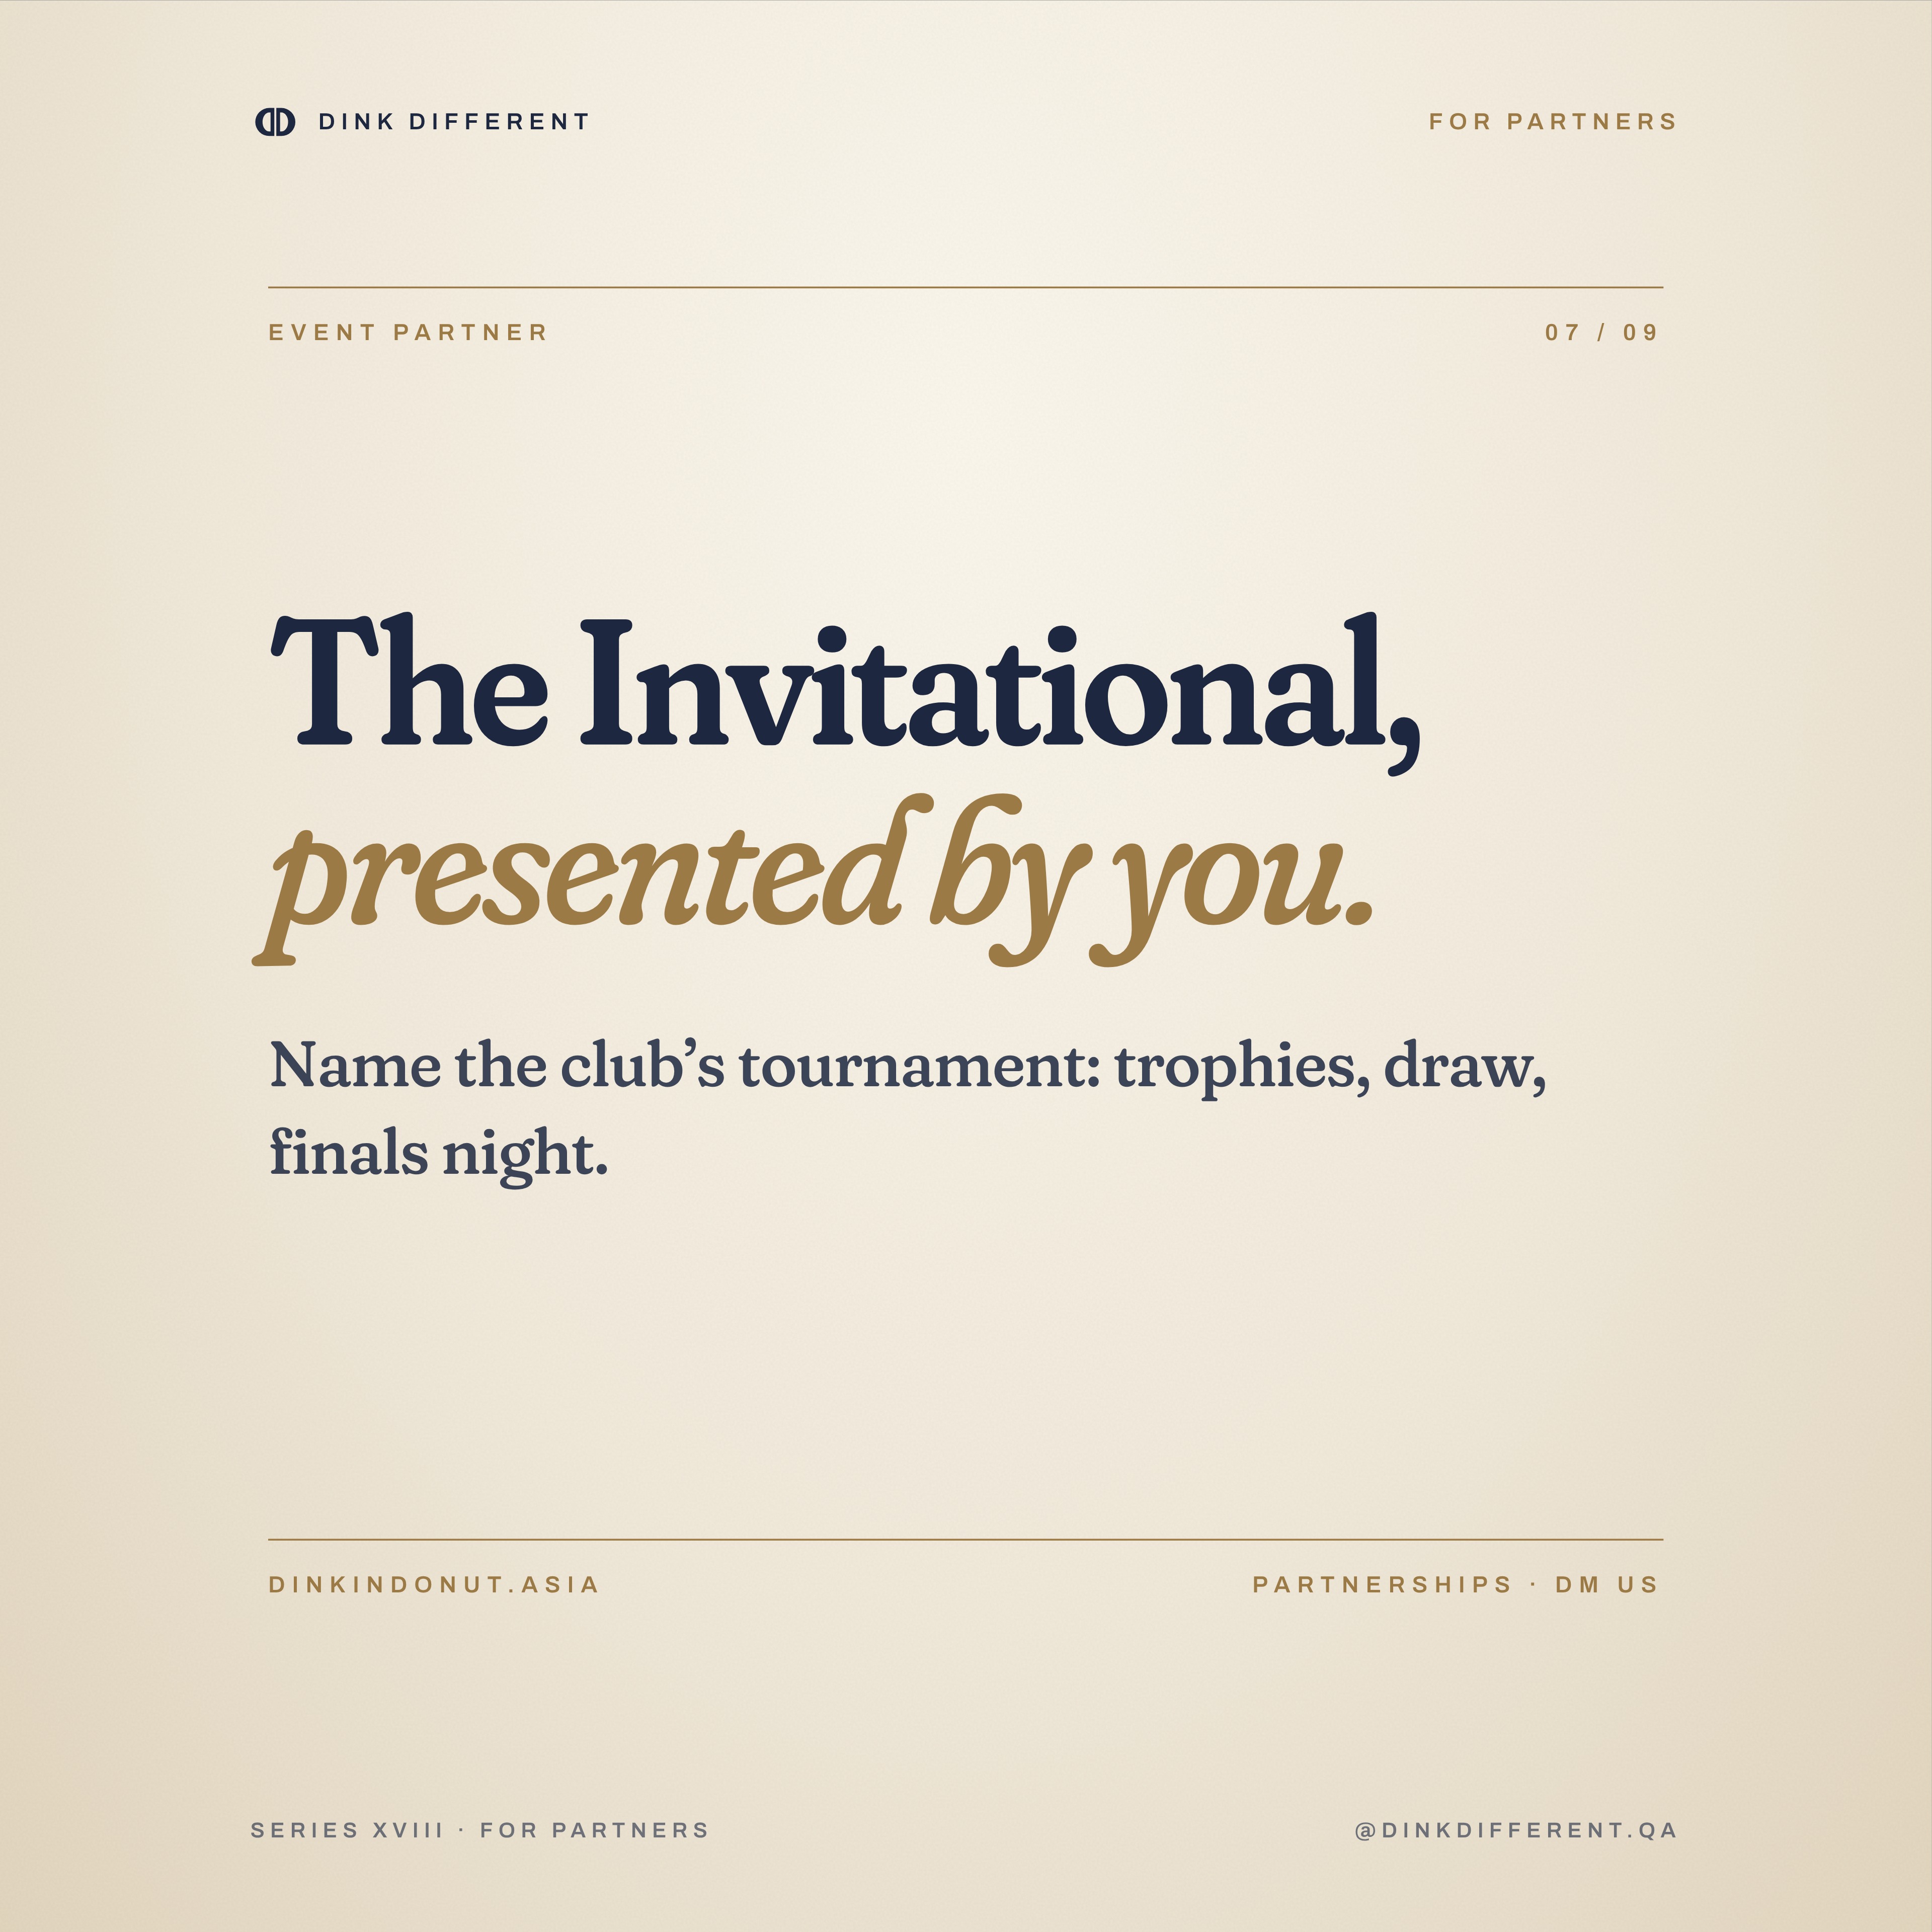 DINK DIFFERENT
FOR PARTNERS
EVENT PARTNER
07 / 09
The Invitational,
presented by you.
Name the club’s tournament: trophies, draw,
finals night.
DINKINDONUT.ASIA
PARTNERSHIPS · DM US
SERIES XVIII · FOR PARTNERS
@DINKDIFFERENT.QA